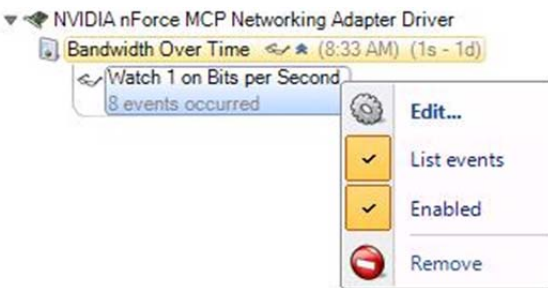 NVIDIA nForce MCP Networking Adapter Driver
Bandwidth Over Time (8:33 AM) (1s - 1d)
Watch 1 on Bits per Second
8 events occurred
Edit...
List events
Enabled
Remove